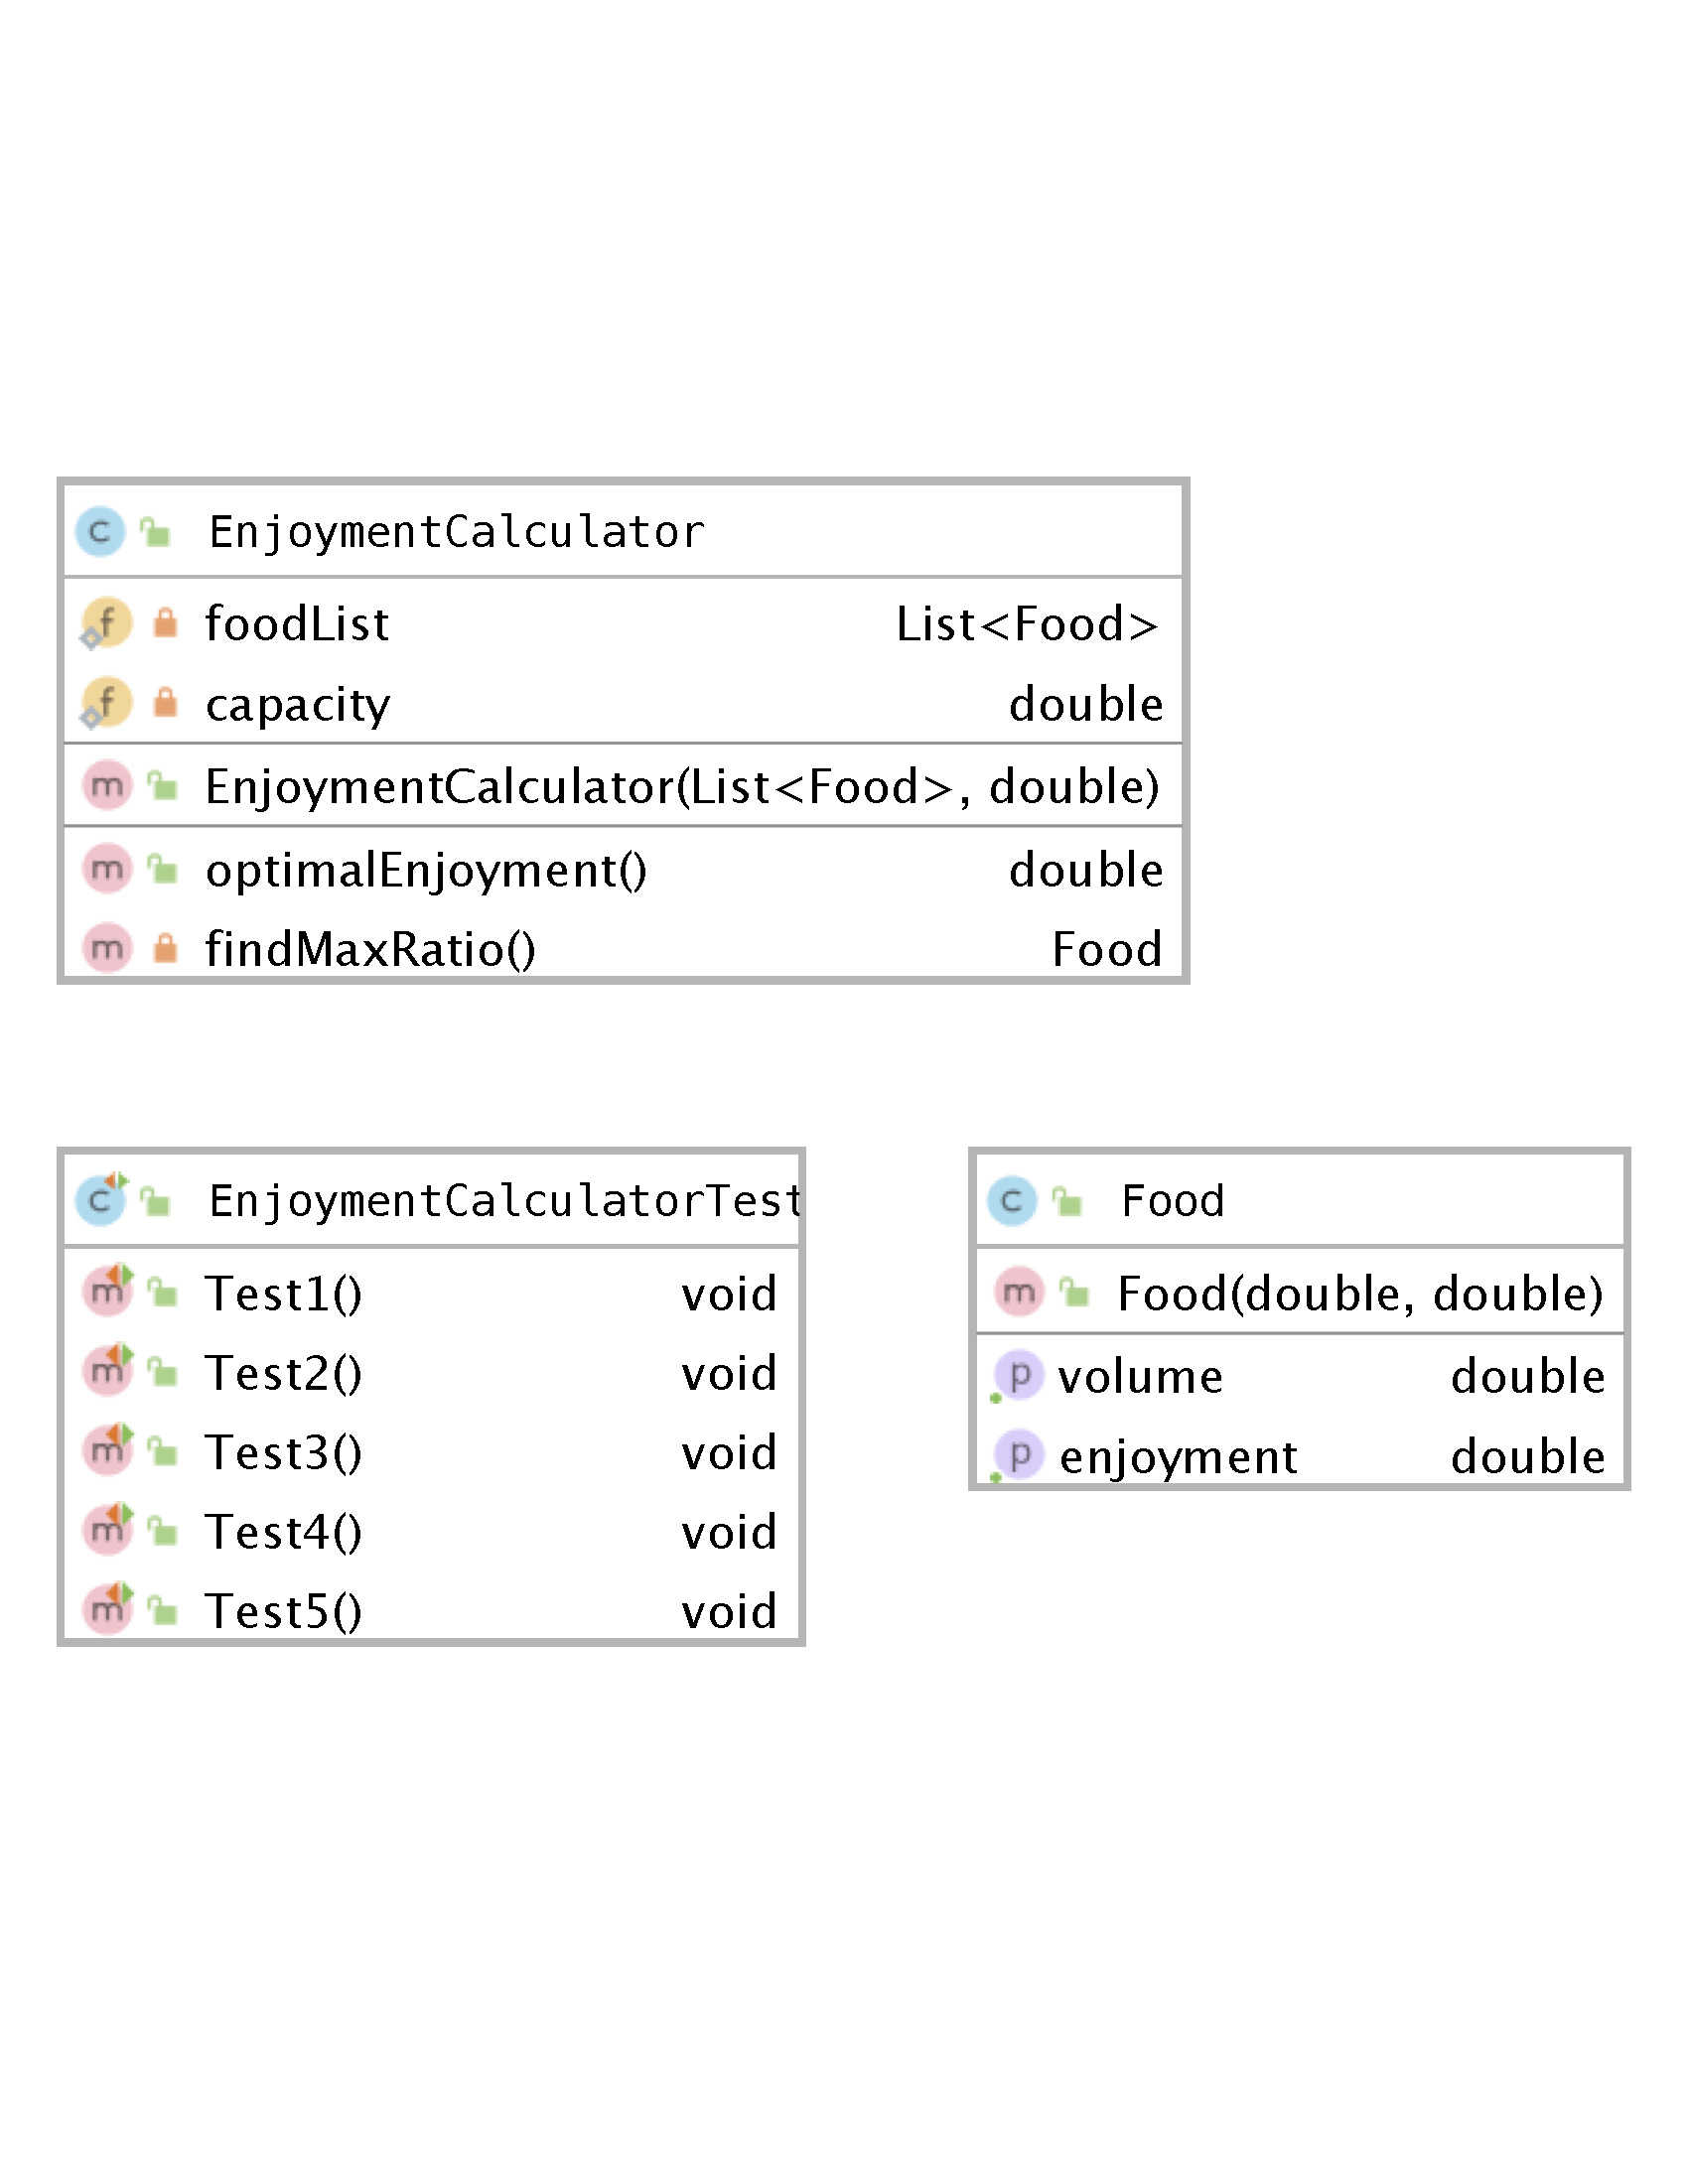 EnjoymentCalculator
foodList List<Food>
capacity double
EnjoymentCalculator(List<Food>, double)
optimalEnjoyment() double
findMaxRatio() Food
EnjoymentCalculatorTest
Test1() void
Test2() void
Test3() void
Test4() void
Test5() void
Food
Food(double, double)
volume double
enjoyment double